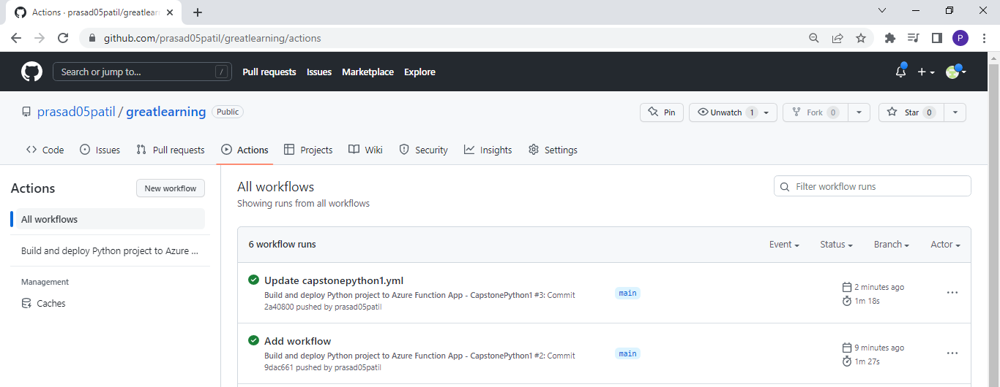 Actions · prasad05patil/greatlear
github.com/prasad05patil/greatlearning/actions
P
Search or jump to... /
Pull requests Issues Marketplace Explore
prasad05patil / greatlearning Public
Pin Unwatch 1 Fork 0 Star 0
Code Issues Pull requests Actions Projects Wiki Security Insights Settings
Actions
New workflow
All workflows
Build and deploy Python project to Azure ...
Management
Caches
All workflows
Showing runs from all workflows
Filter workflow runs
6 workflow runs
Event Status Branch Actor
Update capstonepython1.yml
Build and deploy Python project to Azure Function App - CapstonePython1 #3: Commit
2a40800 pushed by prasad05patil
main
2 minutes ago
1m 18s
Add workflow
Build and deploy Python project to Azure Function App - CapstonePython1 #2: Commit
9dac661 pushed by prasad05patil
main
9 minutes ago
1m 27s